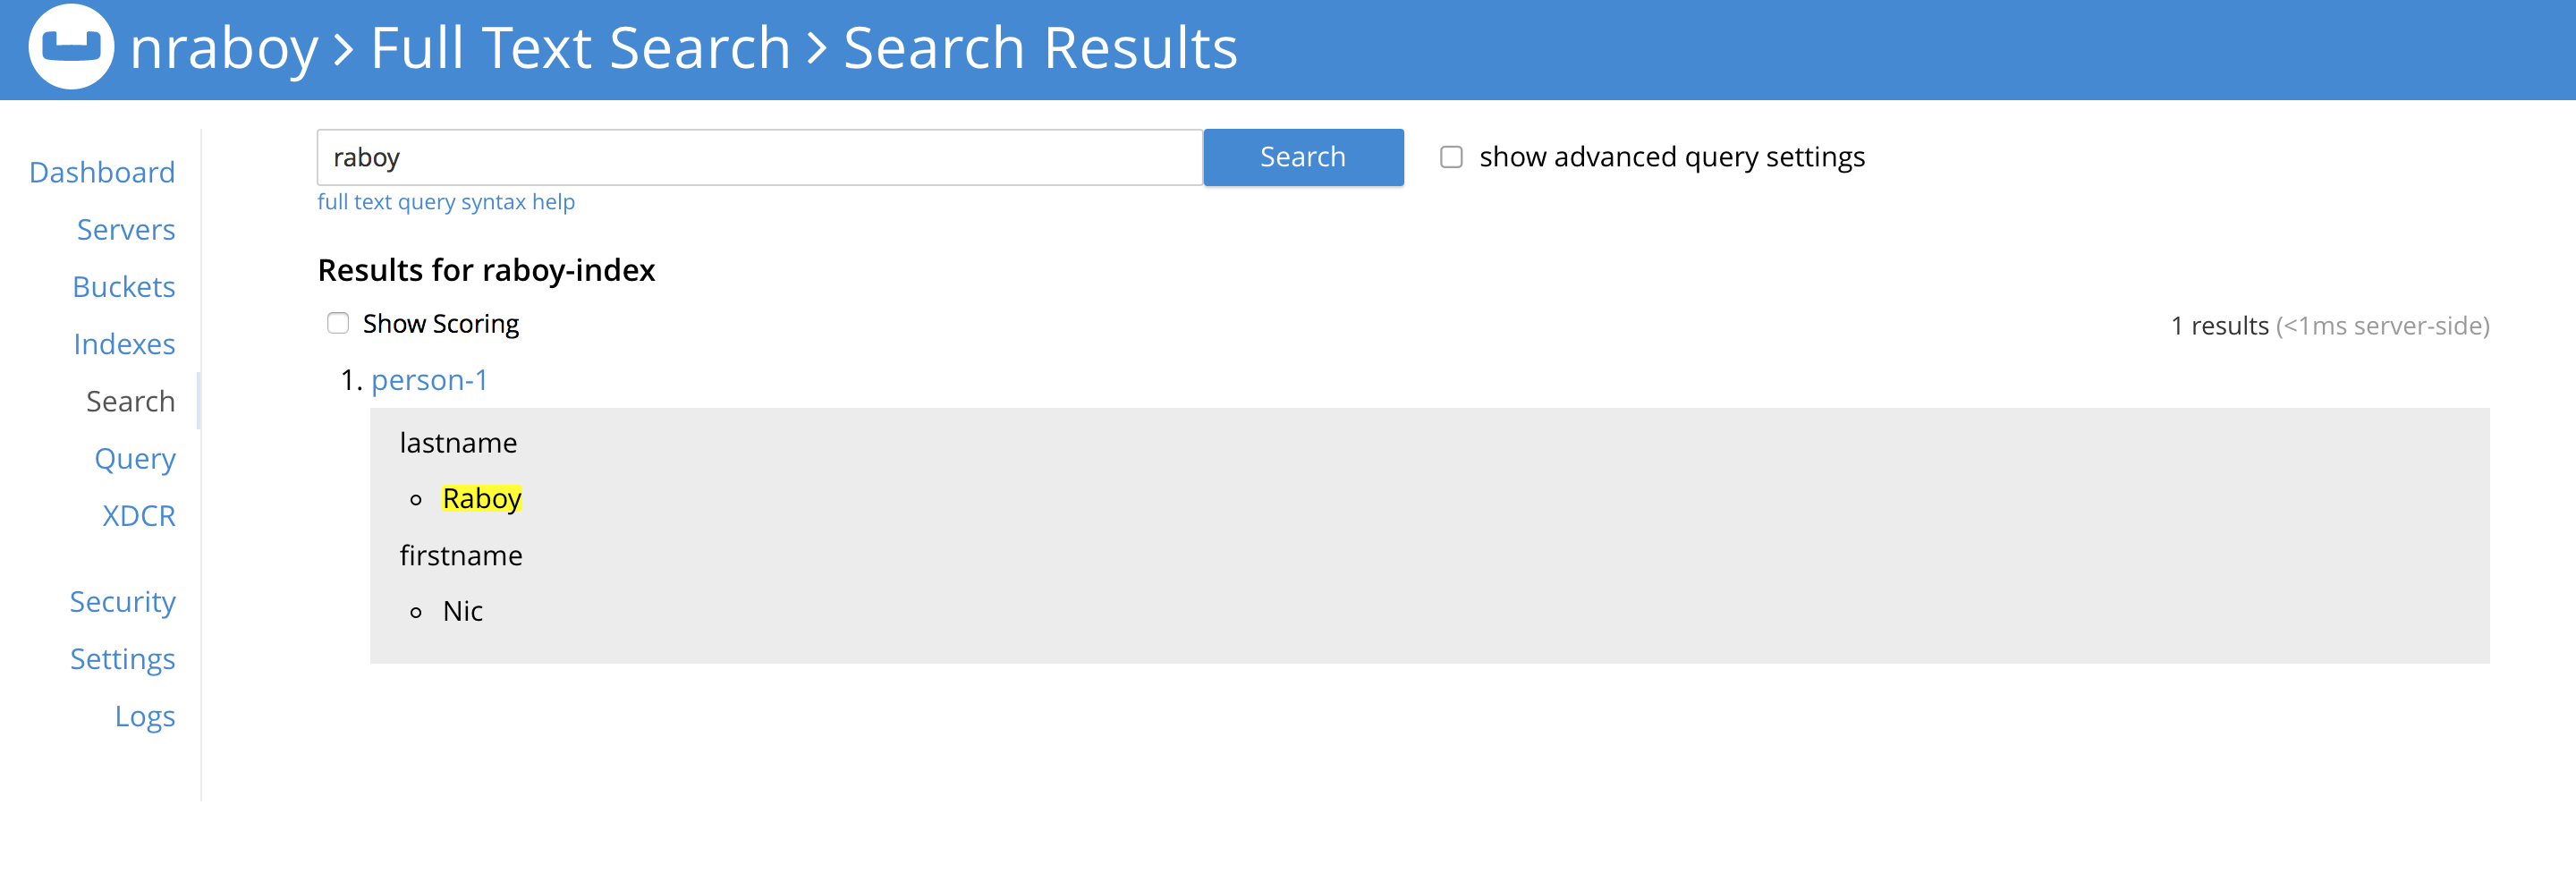 nraboy > Full Text Search > Search Results
Dashboard
Servers
Buckets
Indexes
Search
Query
XDCR
Security
Settings
Logs
raboy Search show advanced query settings
full text query syntax help
Results for raboy-index
Show Scoring 1 results (<1ms server-side)
1. person-1
lastname
Raboy
firstname
Nic